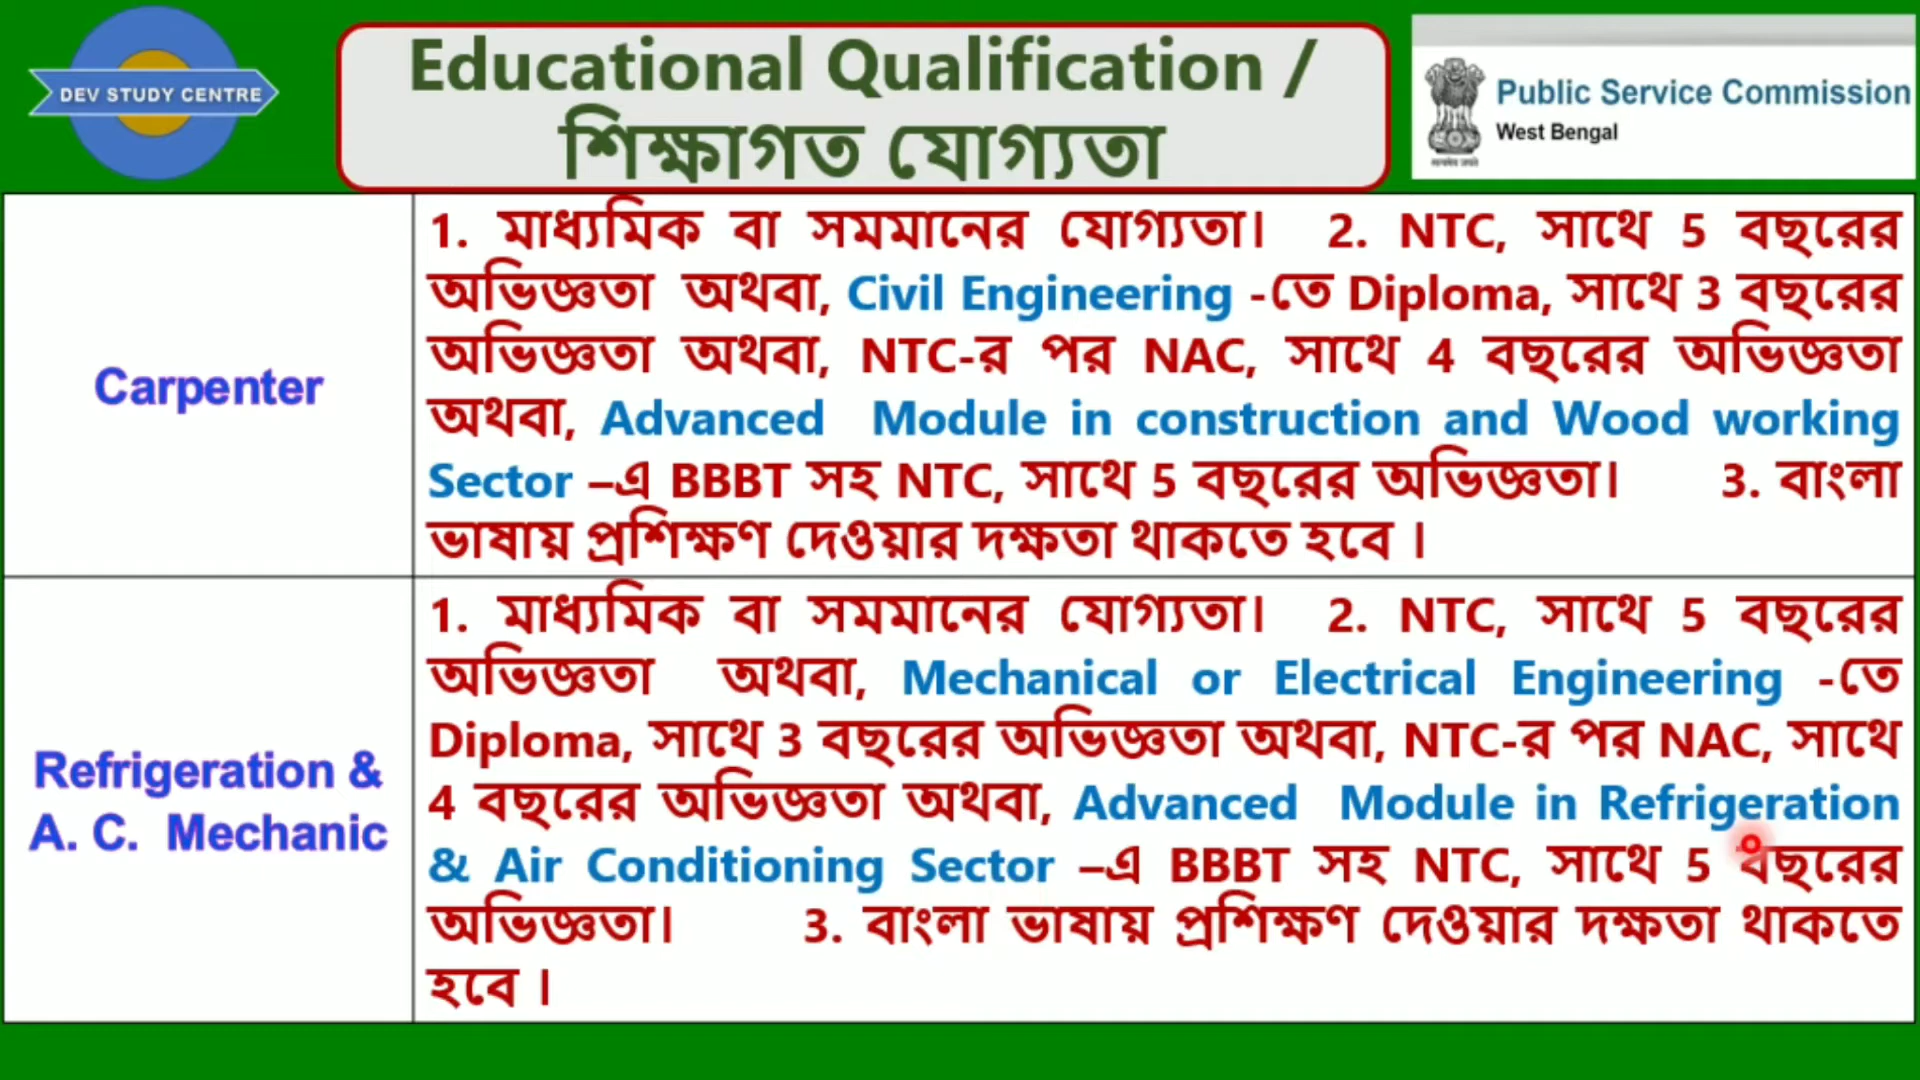 DEV STUDY CENTRE
Educational Qualification /
শিক্ষাগত যোগ্যতা
Public Service Commission
West Bengal
Carpenter
1. মাধ্যমিক বা সমমানের যোগ্যতা। 2. NTC, সাথে 5 বছরের
অভিজ্ঞতা অথবা, Civil Engineering -তে Diploma, সাথে 3 বছরের
অভিজ্ঞতা অথবা, NTC-র পর NAC, সাথে 4 বছরের অভিজ্ঞতা
অথবা, Advanced Module in construction and Wood working
Sector –এ BBBT সহ NTC, সাথে 5 বছরের অভিজ্ঞতা। 3. বাংলা
ভাষায় প্রশিক্ষণ দেওয়ার দক্ষতা থাকতে হবে ।
Refrigeration &
A. C. Mechanic
1. মাধ্যমিক বা সমমানের যোগ্যতা। 2. NTC, সাথে 5 বছরের
অভিজ্ঞতা অথবা, Mechanical or Electrical Engineering -তে
Diploma, সাথে 3 বছরের অভিজ্ঞতা অথবা, NTC-র পর NAC, সাথে
4 বছরের অভিজ্ঞতা অথবা, Advanced Module in Refrigeration
& Air Conditioning Sector –এ BBBT সহ NTC, সাথে 5 বছরের
অভিজ্ঞতা। 3. বাংলা ভাষায় প্রশিক্ষণ দেওয়ার দক্ষতা থাকতে
হবে ।